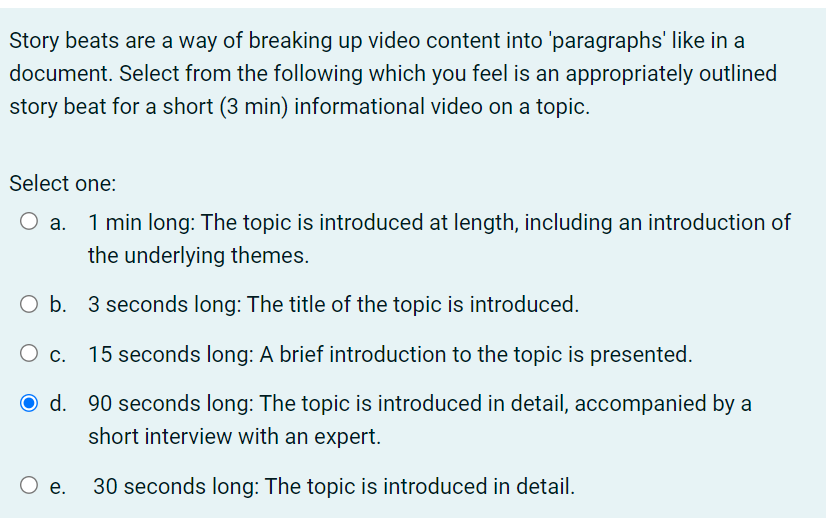 Story beats are a way of breaking up video content into 'paragraphs' like in a
document. Select from the following which you feel is an appropriately outlined
story beat for a short (3 min) informational video on a topic.
Select one:
a. 1 min long: The topic is introduced at length, including an introduction of
the underlying themes.
b. 3 seconds long: The title of the topic is introduced.
c. 15 seconds long: A brief introduction to the topic is presented.
d. 90 seconds long: The topic is introduced in detail, accompanied by a
short interview with an expert.
e. 30 seconds long: The topic is introduced in detail.